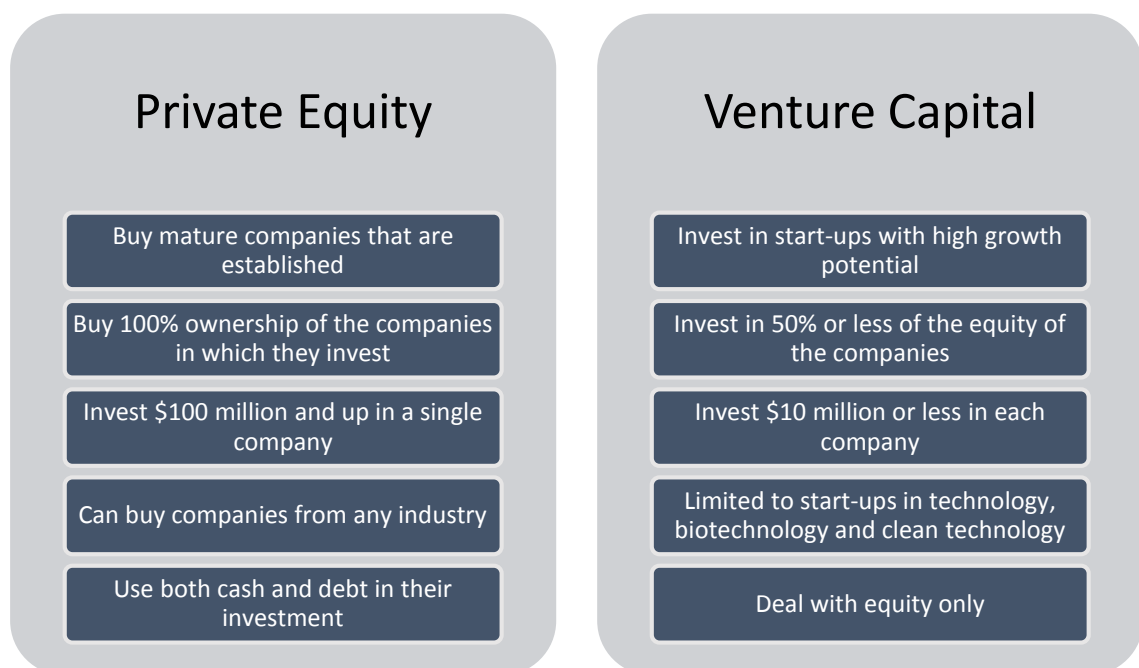 Private Equity
Buy mature companies that are
established
Buy 100% ownership of the companies
in which they invest
Invest $100 million and up in a single
company
Can buy companies from any industry
Use both cash and debt in their
investment
Venture Capital
Invest in start-ups with high growth
potential
Invest in 50% or less of the equity of
the companies
Invest $10 million or less in each
company
Limited to start-ups in technology,
biotechnology and clean technology
Deal with equity only